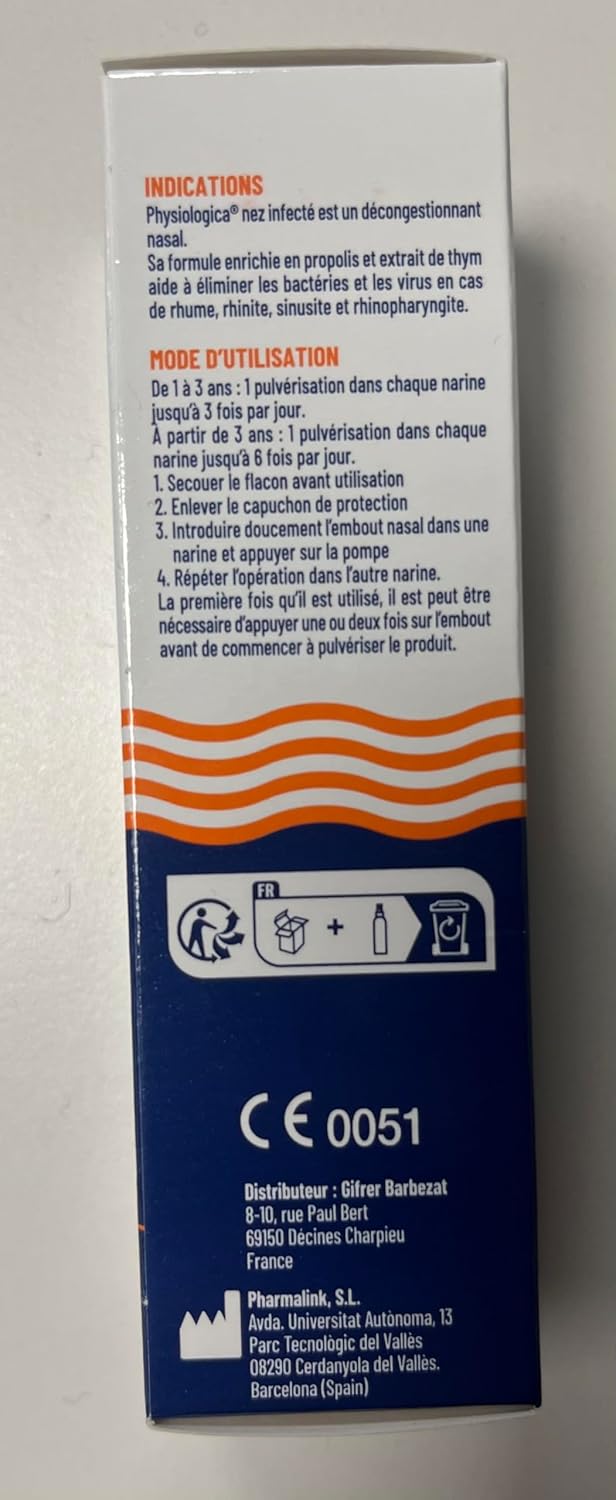 INDICATIONS
Physiologica® nez infecté est un décongestionnant
nasal.
Sa formule enrichie en propolis et extrait de thym
aide à éliminer les bactéries et les virus en cas
de rhume, rhinite, sinusite et rhinopharyngite.
MODE D'UTILISATION
De 1 à 3 ans : 1 pulvérisation dans chaque narine
jusqu'à 3 fois par jour.
À partir de 3 ans : 1 pulvérisation dans chaque
narine jusqu'à 6 fois par jour.
1. Secouer le flacon avant utilisation
2. Enlever le capuchon de protection
3. Introduire doucement l'embout nasal dans une
narine et appuyer sur la pompe
4. Répéter l'opération dans l'autre narine.
La première fois qu'il est utilisé, il est peut être
nécessaire d'appuyer une ou deux fois sur l'embout
avant de commencer à pulvériser le produit.
FR
+
CE 0051
Distributeur : Gifrer Barbezat
8-10, rue Paul Bert
69150 Décines Charpieu
France
Pharmalink, S.L.
Avda. Universitat Autònoma, 13
Parc Tecnològic del Vallès
08290 Cerdanyola del Vallès.
Barcelona (Spain)